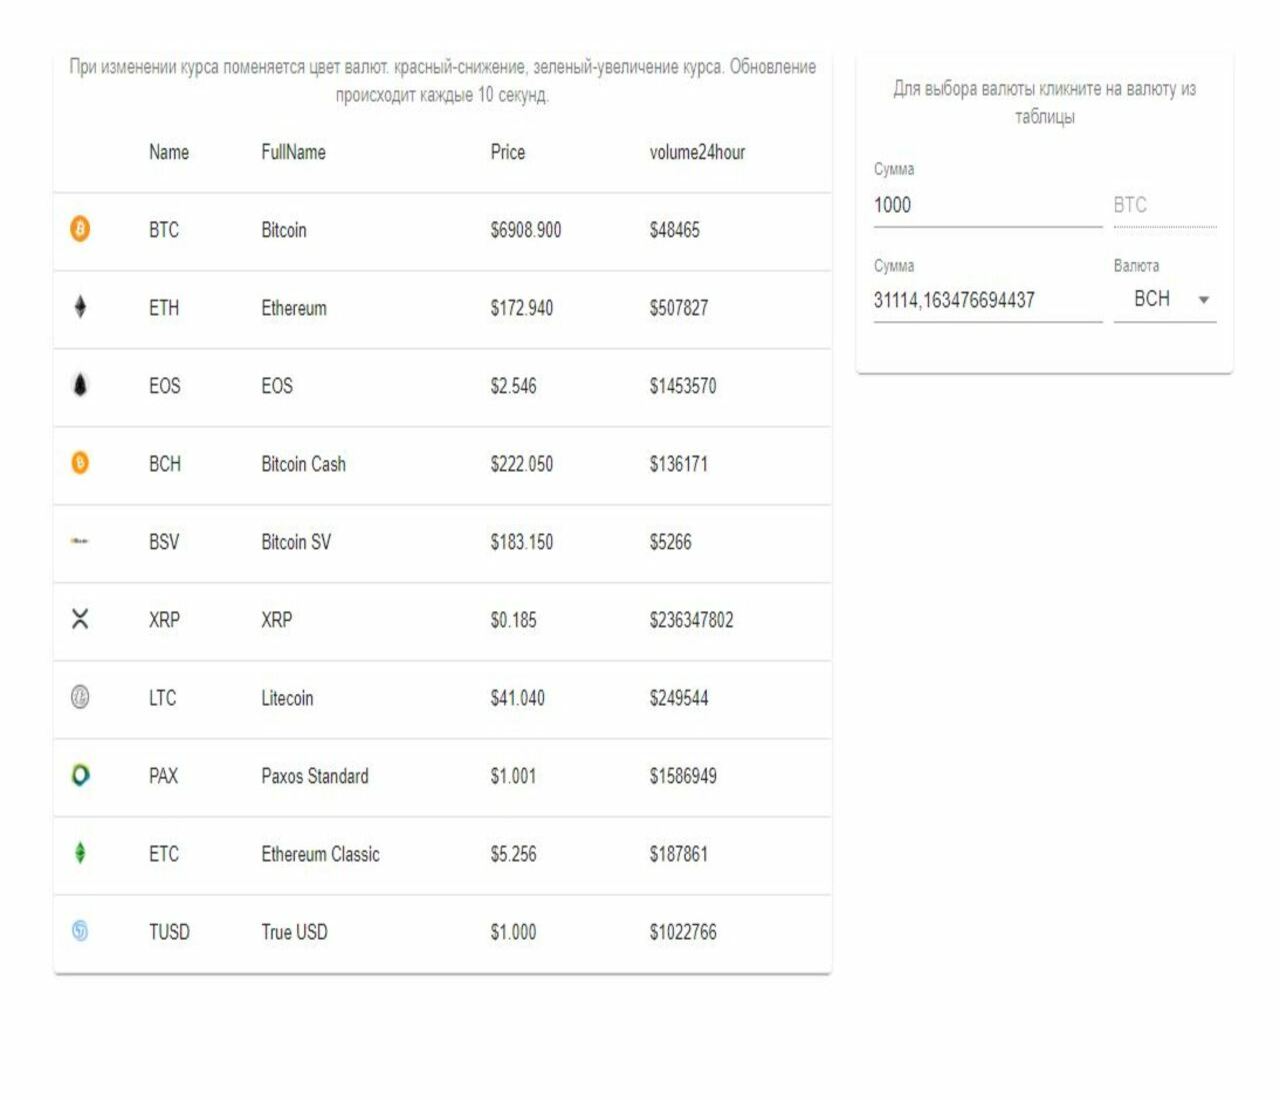 При изменении курса поменяется цвет валют. красный-снижение, зеленый-увеличение курса. Обновление
происходит каждые 10 секунд.
Name FullName Price volume24hour
BTC Bitcoin $6908.900 $48465
ETH Ethereum $172.940 $507827
EOS EOS $2.546 $1453570
BCH Bitcoin Cash $222.050 $136171
BSV Bitcoin SV $183.150 $5266
XRP XRP $0.185 $236347802
LTC Litecoin $41.040 $249544
PAX Paxos Standard $1.001 $1586949
ETC Ethereum Classic $5.256 $187861
TUSD True USD $1.000 $1022766
Для выбора валюты кликните на валюту из
таблицы
Сумма
1000 BTC
Сумма Валюта
31114,163476694437 BCH